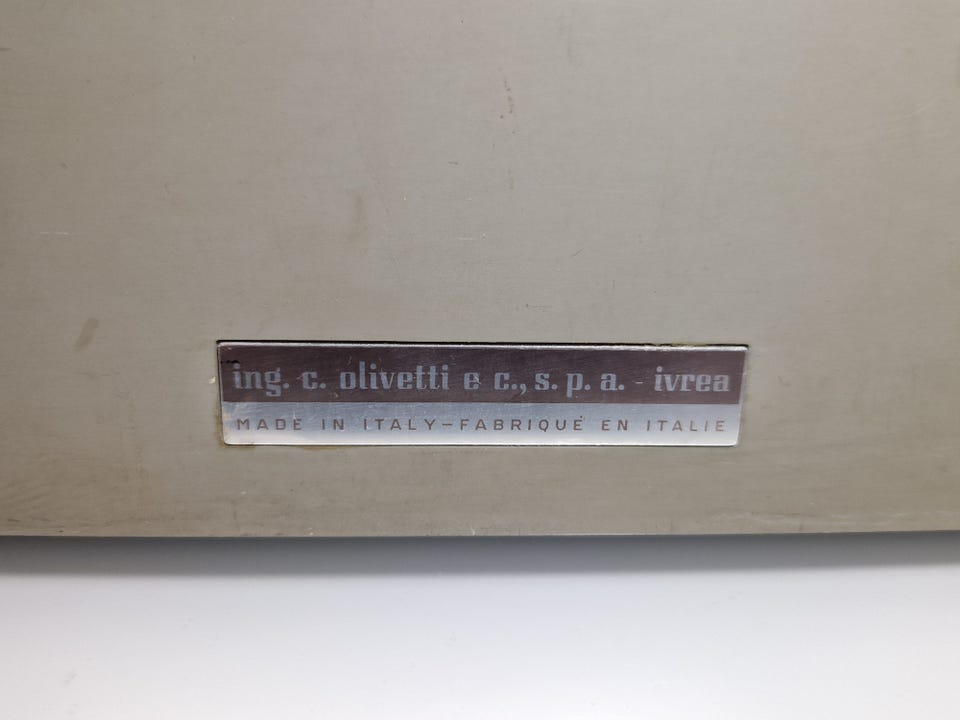 ing. c. olivetti e c., s. p. a. - ivrea
MADE IN ITALY-FABRIQUÉ EN ITALIE